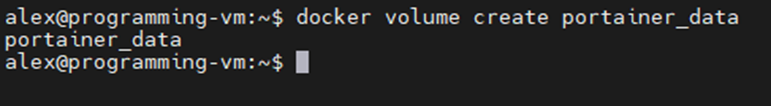 alex@programming-vm:~$ docker volume create portainer_data
portainer_data
alex@programming-vm:~$